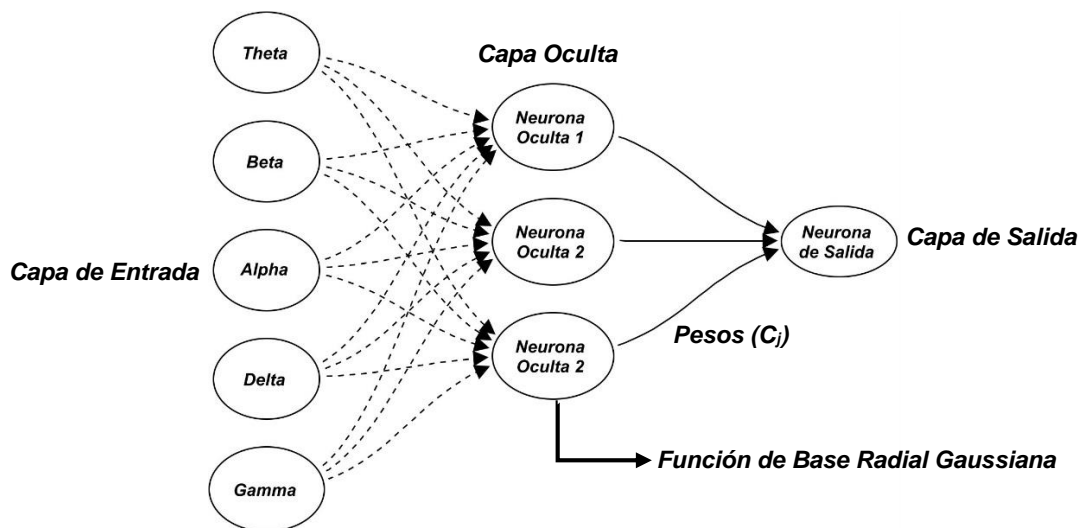 Theta
Capa Oculta
Neurona
Oculta 1
Beta
Neurona
Oculta 2
Neurona
de Salida
Capa de Salida
Capa de Entrada
Alpha
Pesos (Cj)
Neurona
Oculta 2
Delta
Función de Base Radial Gaussiana
Gamma